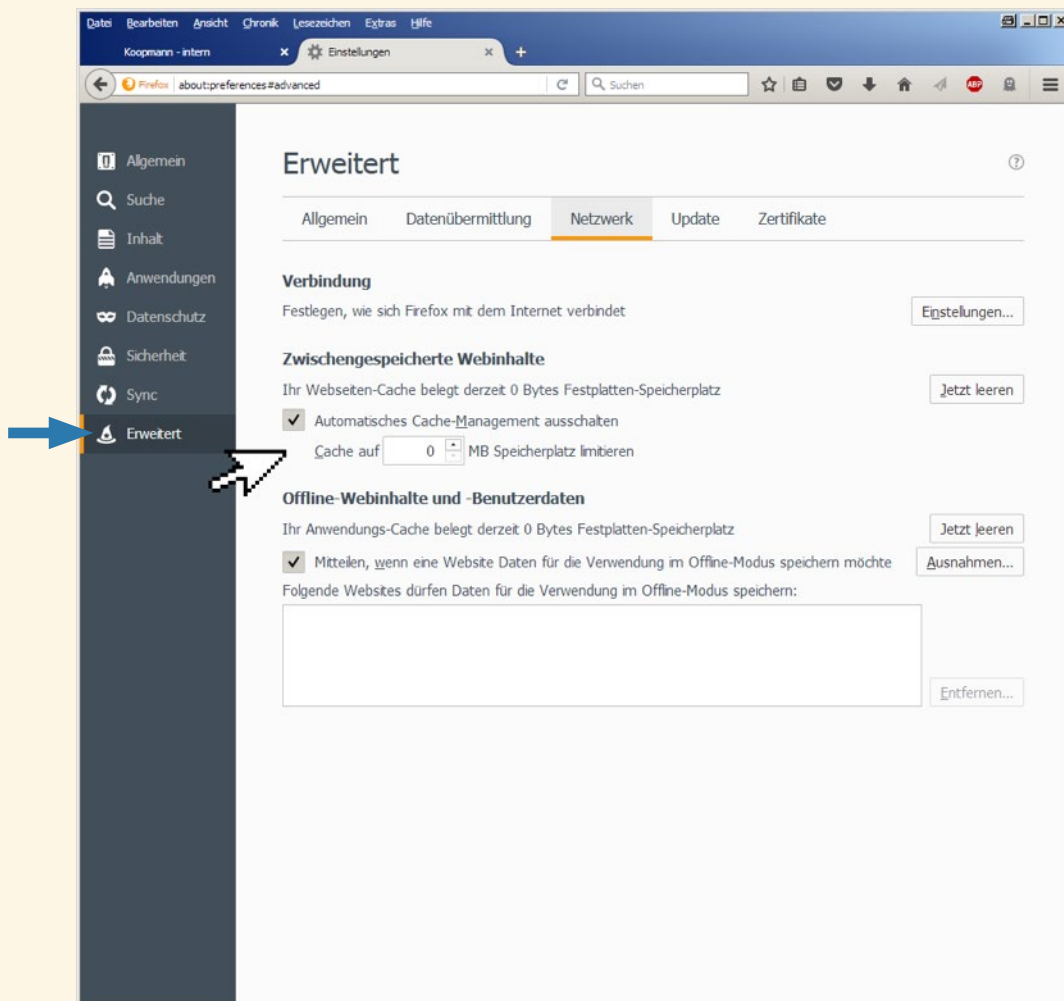 Datei Bearbeiten Ansicht Chronik Lesezeichen Extras Hilfe
Koopmann - intern × Einstellungen × +
Firefox about:preferences#advanced Suchen ABP
Allgemein
Suche
Inhalt
Anwendungen
Datenschutz
Sicherheit
Sync
Erweitert
Erweitert ?
Allgemein Datenübermittlung Netzwerk Update Zertifikate
Verbindung
Festlegen, wie sich Firefox mit dem Internet verbindet Einstellungen...
Zwischengespeicherte Webinhalte
Ihr Webseiten-Cache belegt derzeit 0 Bytes Festplatten-Speicherplatz Jetzt leeren
Automatisches Cache-Management ausschalten
Cache auf 0 MB Speicherplatz limitieren
Offline-Webinhalte und -Benutzerdaten
Ihr Anwendungs-Cache belegt derzeit 0 Bytes Festplatten-Speicherplatz Jetzt leeren
Mitteilen, wenn eine Website Daten für die Verwendung im Offline-Modus speichern möchte Ausnahmen...
Folgende Websites dürfen Daten für die Verwendung im Offline-Modus speichern:
Entfernen...